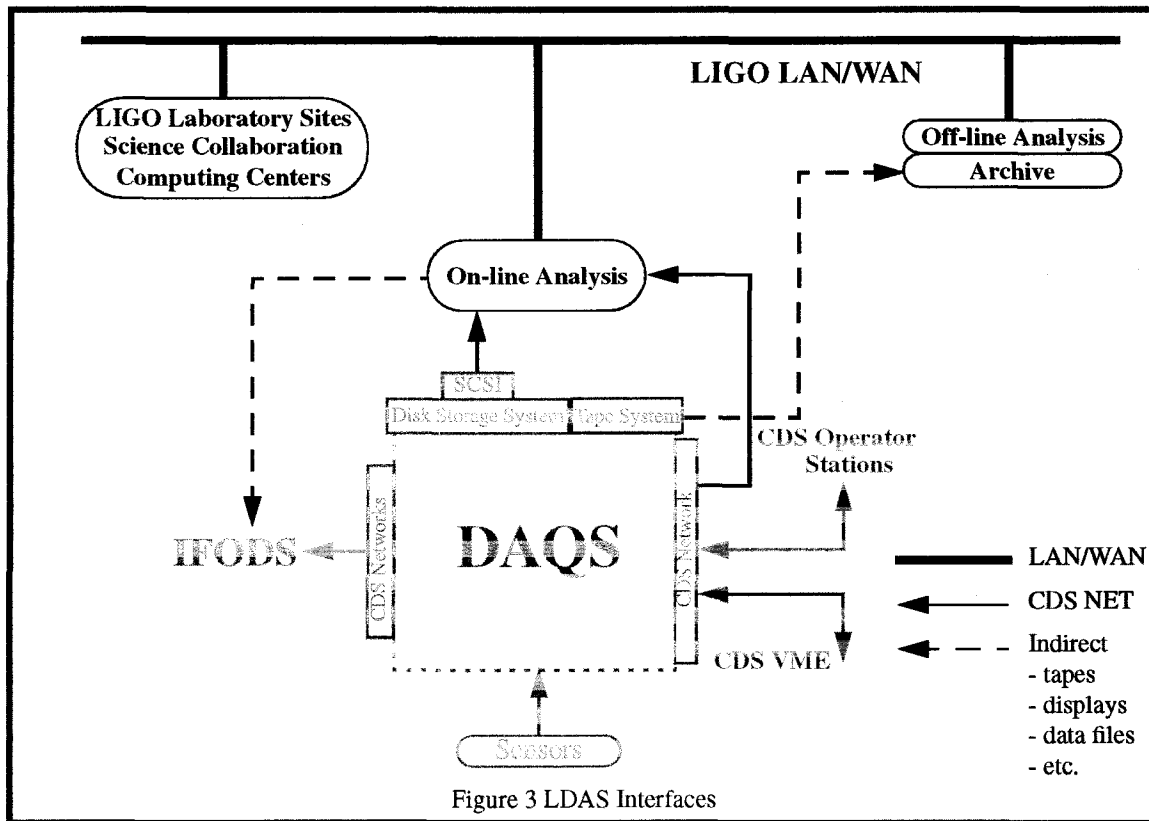 LIGO LAN/WAN
LIGO Laboratory Sites
Science Collaboration
Computing Centers
Off-line Analysis
Archive
On-line Analysis
SCSI
Disk Storage System
Tape System
CDS Operator
Stations
CDS Networks
DAQS
CDS Network
IFODS
CDS VME
Sensors
LAN/WAN
CDS NET
Indirect
- tapes
- displays
- data files
- etc.
Figure 3 LDAS Interfaces